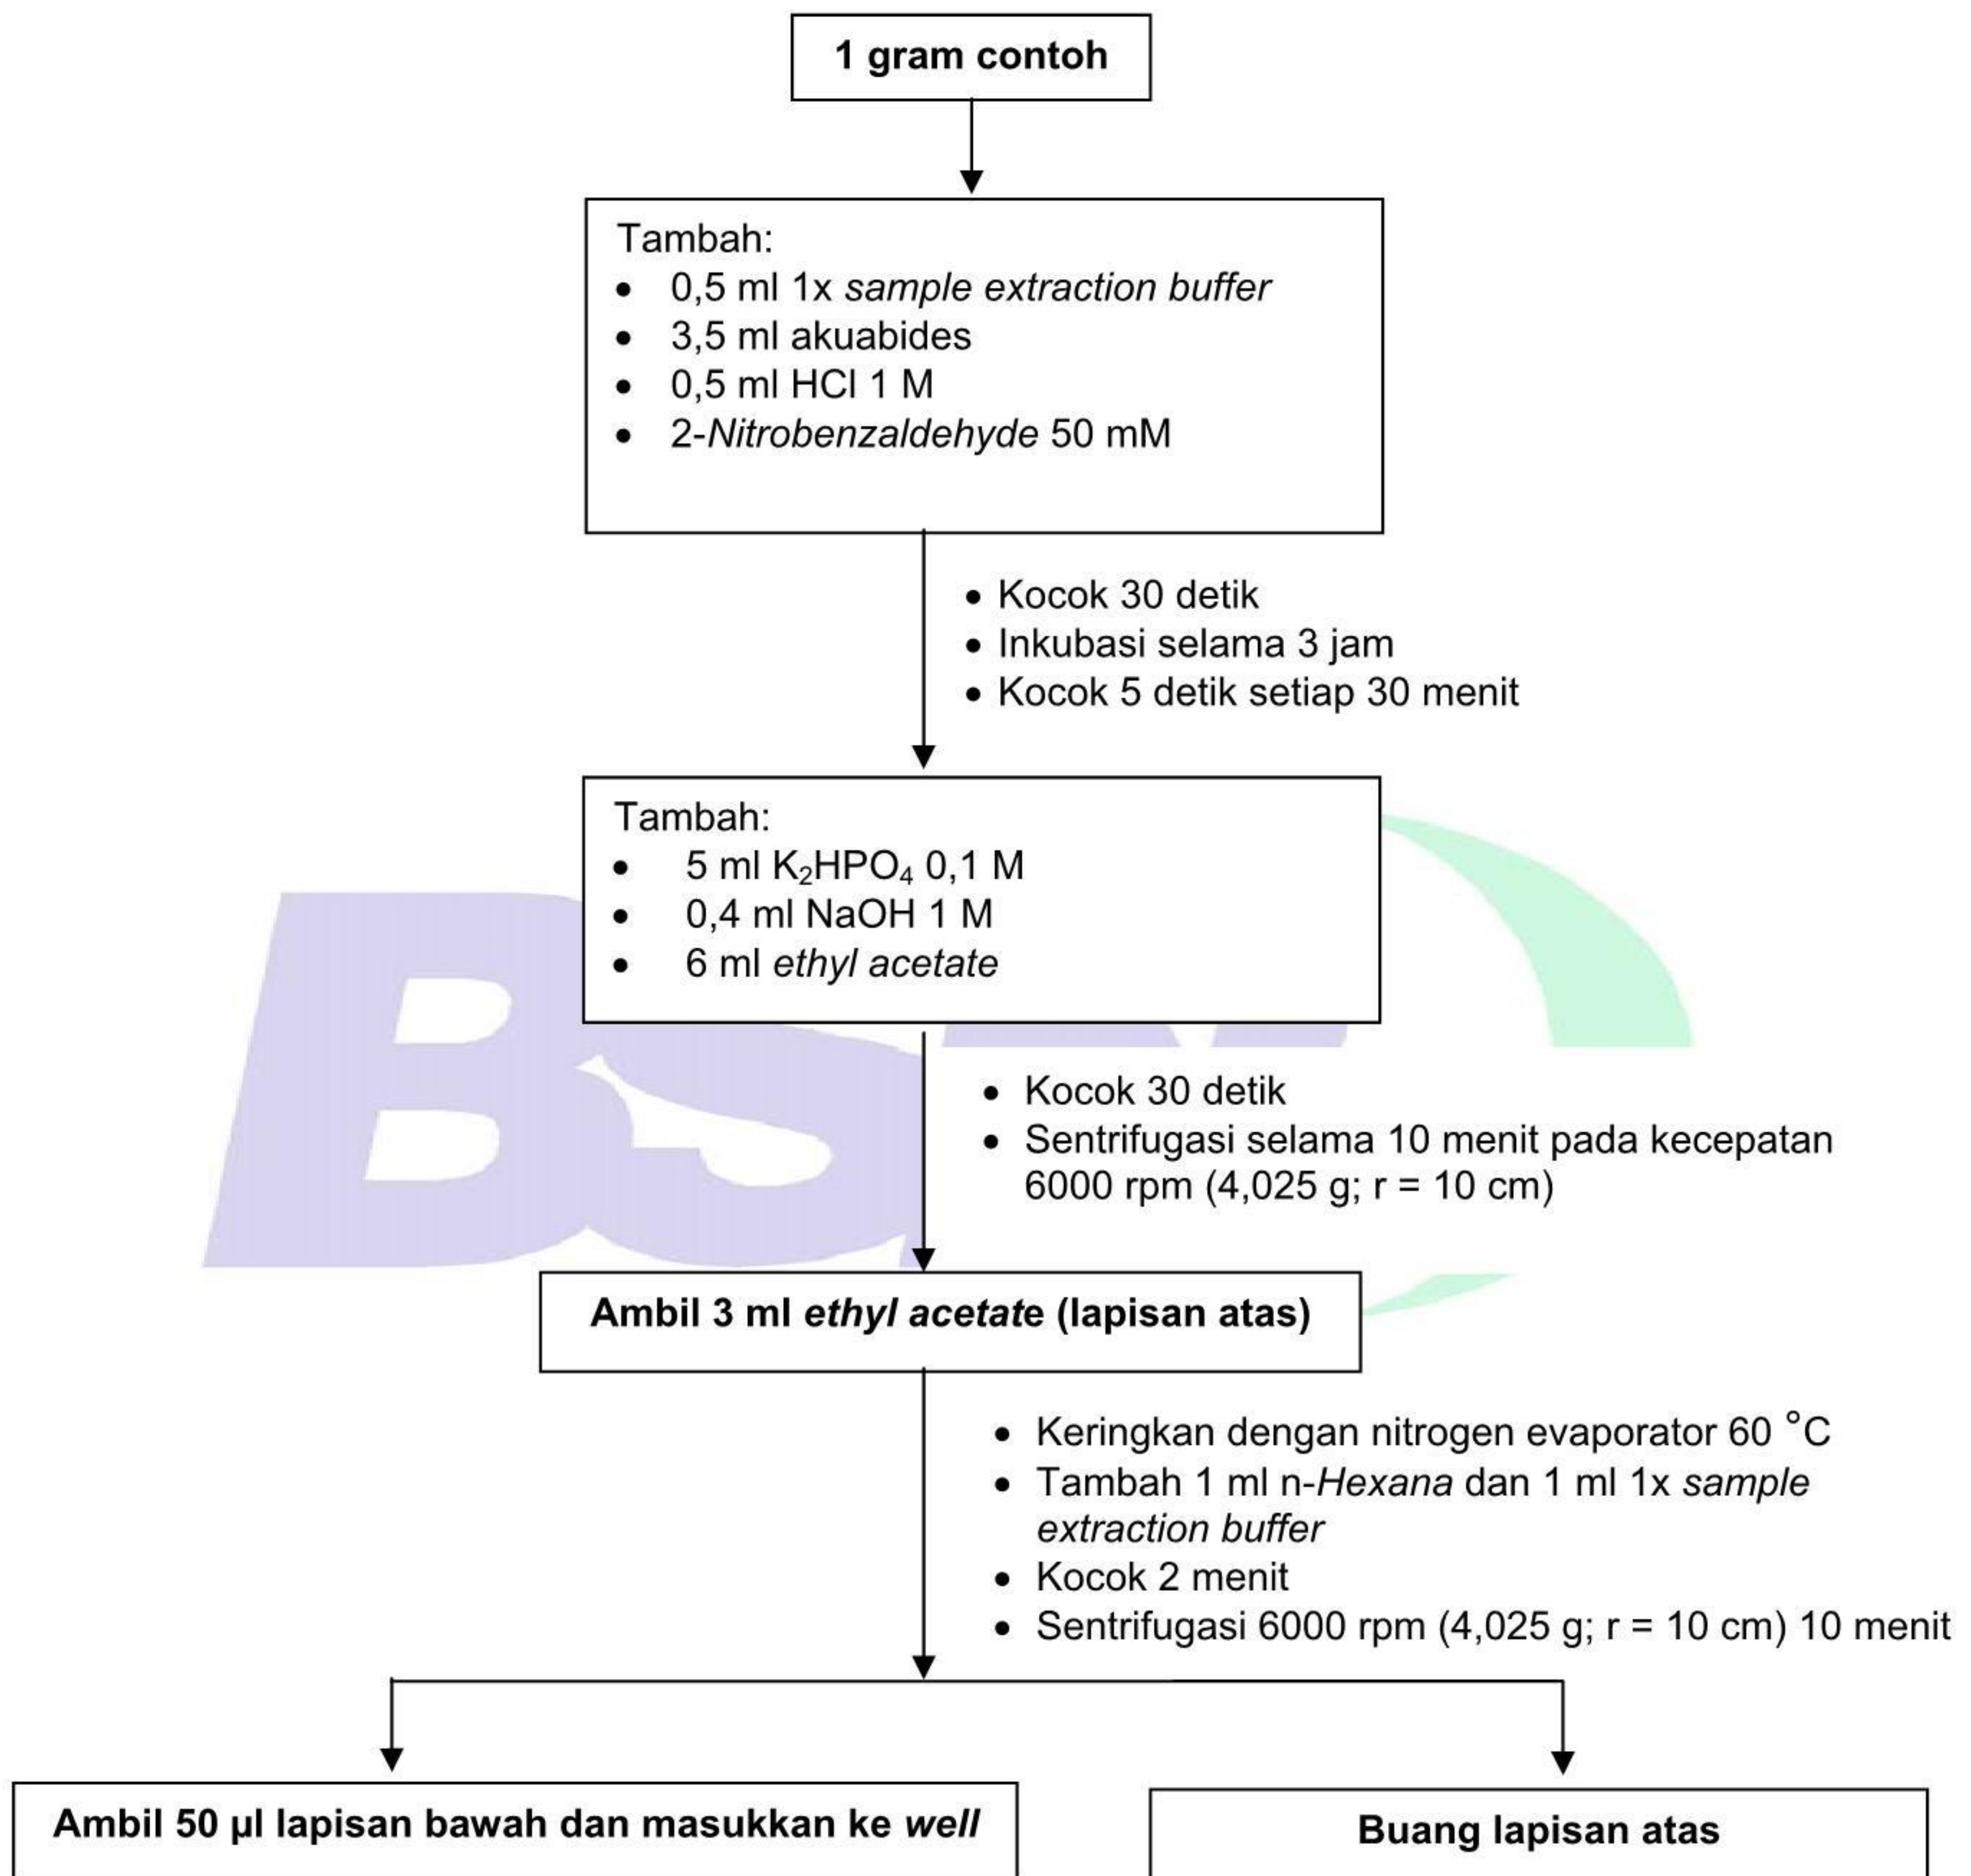 1 gram contoh
Tambah:
• 0,5 ml 1x sample extraction buffer
• 3,5 ml akuabides
• 0,5 ml HCl 1 M
• 2-Nitrobenzaldehyde 50 mM
• Kocok 30 detik
• Inkubasi selama 3 jam
• Kocok 5 detik setiap 30 menit
Tambah:
• 5 ml K₂HPO₄ 0,1 M
• 0,4 ml NaOH 1 M
• 6 ml ethyl acetate
• Kocok 30 detik
• Sentrifugasi selama 10 menit pada kecepatan
6000 rpm (4,025 g; r = 10 cm)
Ambil 3 ml ethyl acetate (lapisan atas)
• Keringkan dengan nitrogen evaporator 60 °C
• Tambah 1 ml n-Hexana dan 1 ml 1x sample
extraction buffer
• Kocok 2 menit
• Sentrifugasi 6000 rpm (4,025 g; r = 10 cm) 10 menit
Ambil 50 µl lapisan bawah dan masukkan ke well
Buang lapisan atas